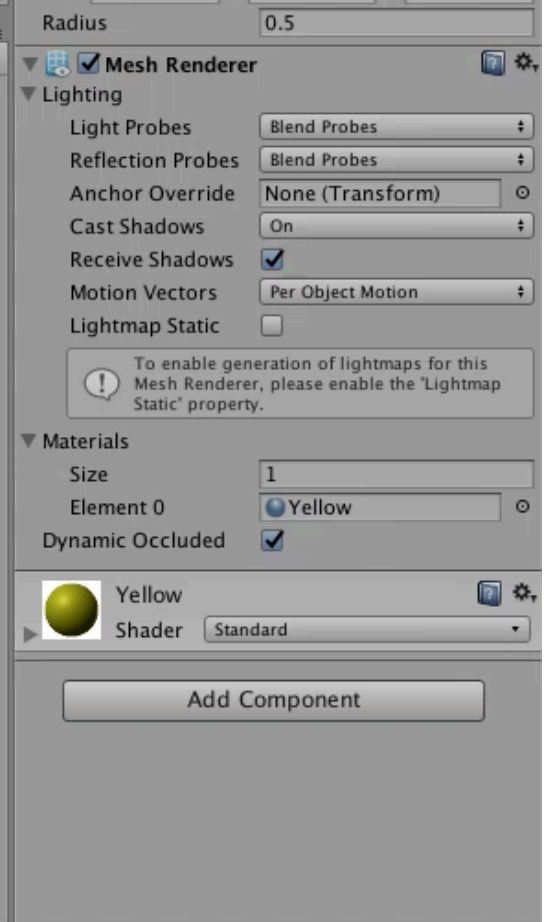 Radius 0.5
Mesh Renderer
Lighting
Light Probes Blend Probes
Reflection Probes Blend Probes
Anchor Override None (Transform)
Cast Shadows On
Receive Shadows
Motion Vectors Per Object Motion
Lightmap Static
To enable generation of lightmaps for this
Mesh Renderer, please enable the 'Lightmap
Static' property.
Materials
Size 1
Element 0 Yellow
Dynamic Occluded
Yellow
Shader Standard
Add Component